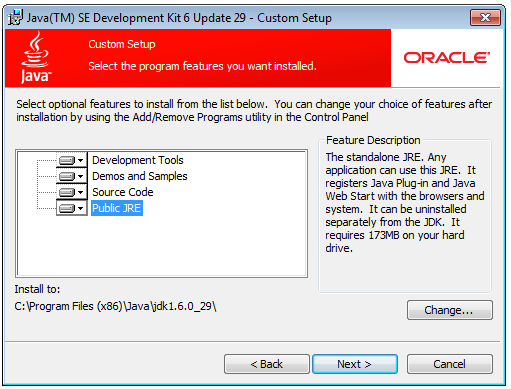 Java(TM) SE Development Kit 6 Update 29 - Custom Setup
Custom Setup
Select the program features you want installed.
Java
ORACLE
Select optional features to install from the list below.  You can change your choice of features after
installation by using the Add/Remove Programs utility in the Control Panel
Development Tools
Demos and Samples
Source Code
Public JRE
Feature Description
The standalone JRE. Any
application can use this JRE.  It
registers Java Plug-in and Java
Web Start with the browsers and
system.  It can be uninstalled
separately from the JDK.  It
requires 173MB on your hard
drive.
Install to:
C:\Program Files (x86)\Java\jdk1.6.0_29\
Change...
< Back
Next >
Cancel